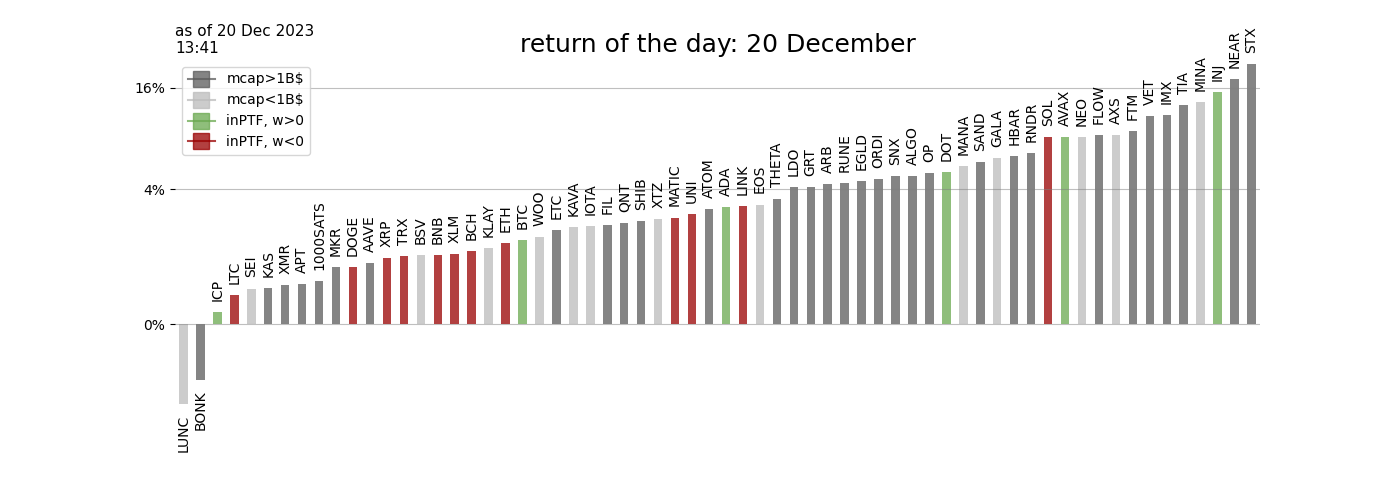 as of 20 Dec 2023
13:41
return of the day: 20 December
mcap>1B$
mcap<1B$
inPTF, w>0
inPTF, w<0
16%
4%
0%
LUNC
BONK
ICP
LTC
SEI
KAS
XMR
APT
1000SATS
MKR
DOGE
AAVE
XRP
TRX
BSV
BNB
XLM
BCH
KLAY
ETH
BTC
WOO
ETC
KAVA
IOTA
FIL
QNT
SHIB
XTZ
MATIC
UNI
ATOM
ADA
LINK
EOS
THETA
LDO
GRT
ARB
RUNE
EGLD
ORDI
SNX
ALGO
OP
DOT
MANA
SAND
GALA
HBAR
RNDR
SOL
AVAX
NEO
FLOW
AXS
FTM
VET
IMX
TIA
MINA
INJ
NEAR
STX